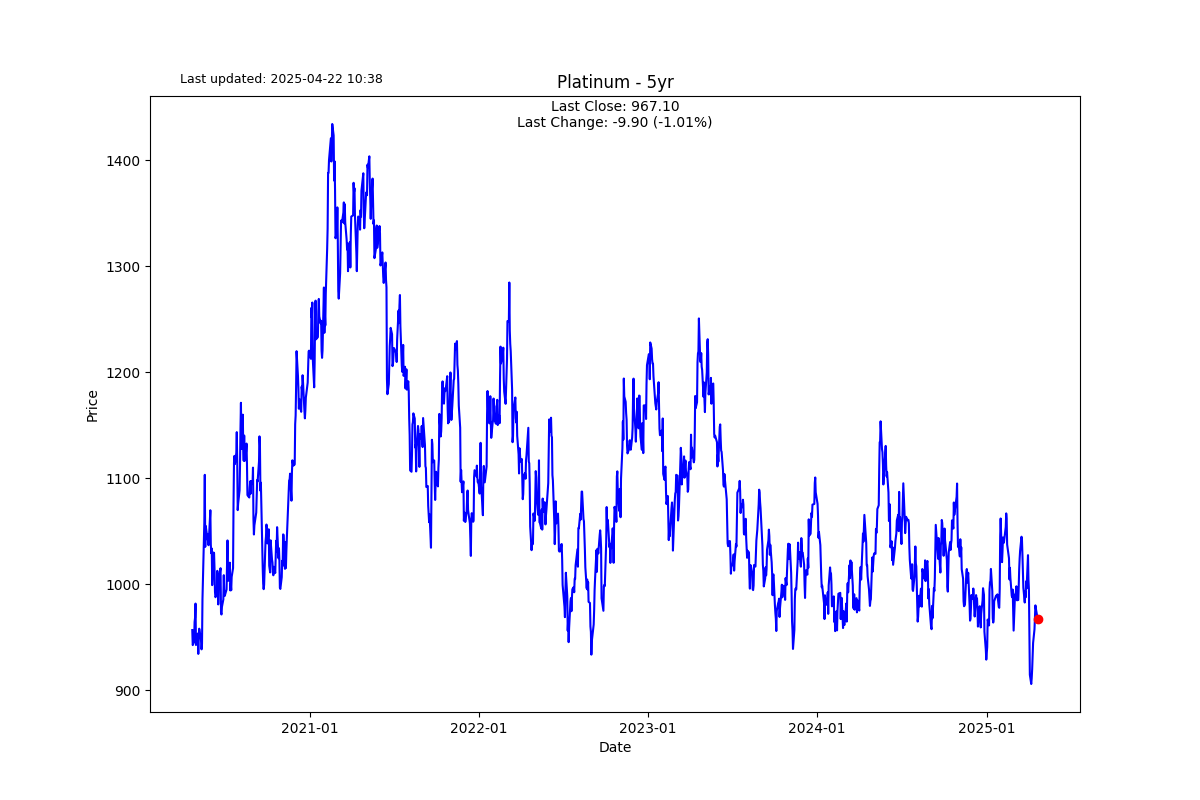 Last updated: 2025-04-22 10:38
Platinum - 5yr
Last Close: 967.10
Last Change: -9.90 (-1.01%)
1400
1300
1200
1100
1000
900
Price
2021-01
2022-01
2023-01
2024-01
2025-01
Date